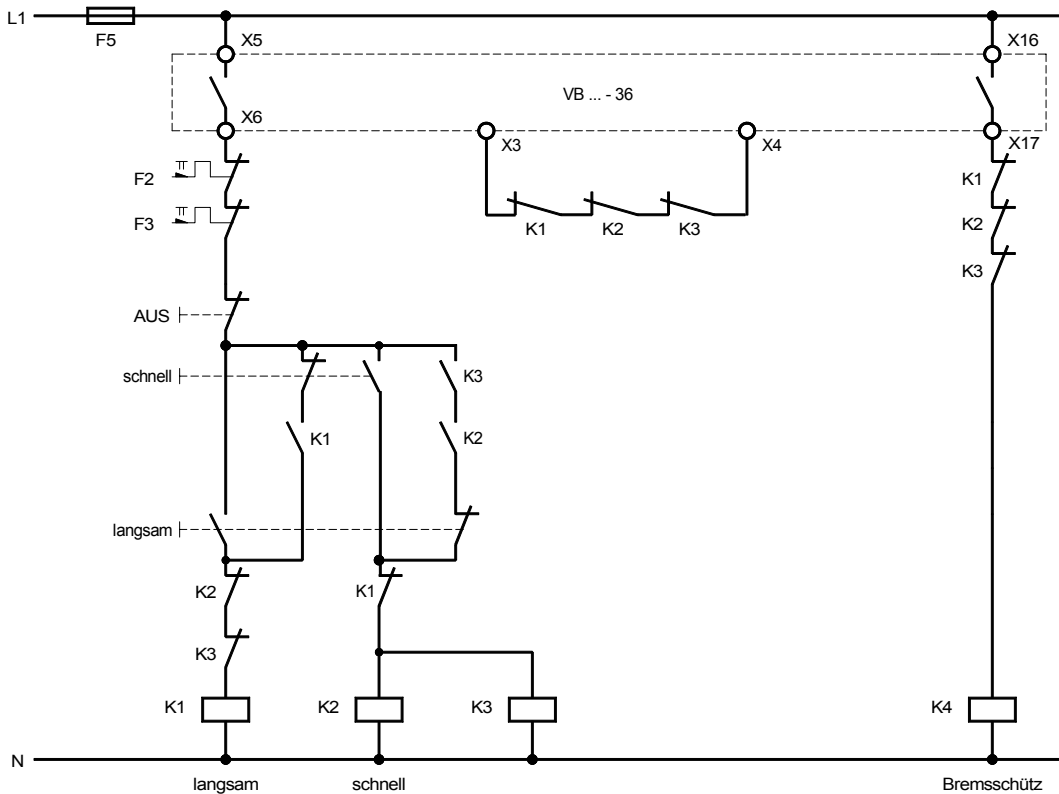 L1
F5
X5
X16
VB ... - 36
X6
X3
X4
X17
F2
K1
F3
K1
K2
K3
K2
K3
AUS
schnell
K3
K1
K2
langsam
K2
K1
K3
K1
K2
K3
K4
N
langsam
schnell
Bremsschütz